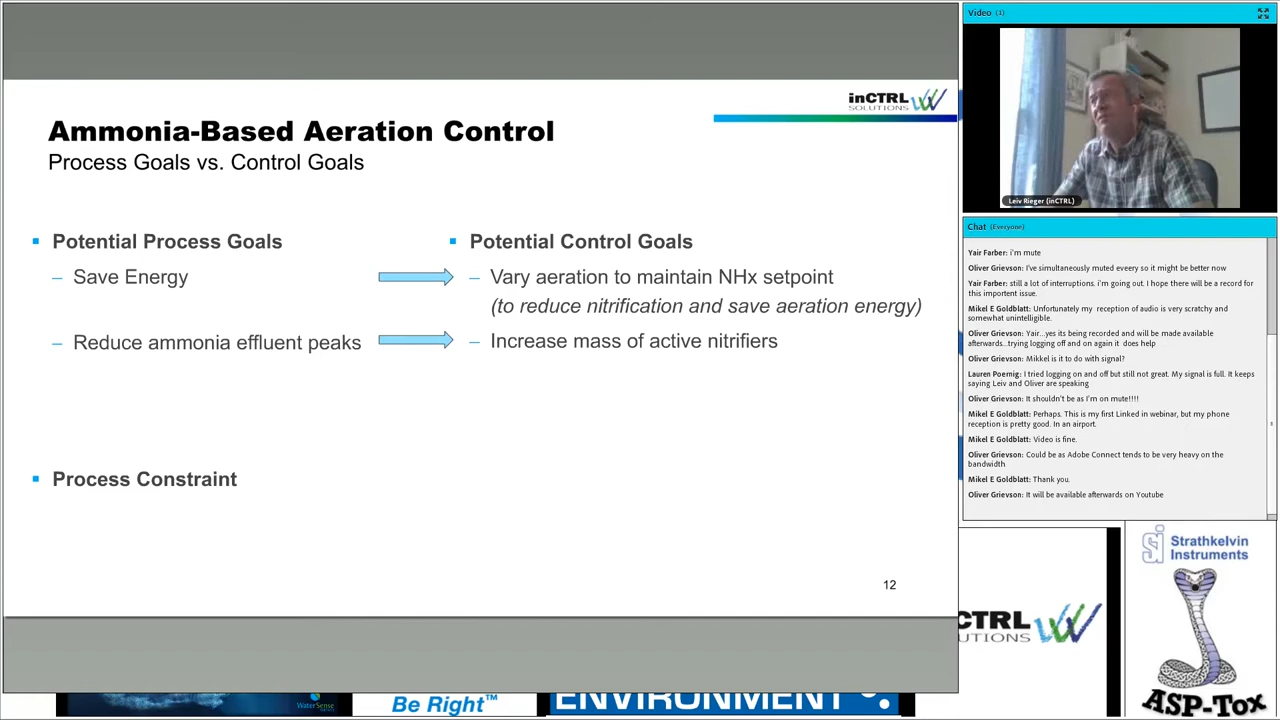 inCTRL
SOLUTIONS
Ammonia-Based Aeration Control
Process Goals vs. Control Goals
Potential Process Goals
– Save Energy
– Reduce ammonia effluent peaks
Potential Control Goals
– Vary aeration to maintain NHx setpoint
(to reduce nitrification and save aeration energy)
– Increase mass of active nitrifiers
Process Constraint
12
Video (1)
Leiv Rieger (inCTRL)
Chat (Everyone)
Yair Farber: i'm mute
Oliver Grievson: I've simultaneously muted eveery so it might be better now
Yair Farber: still a lot of interruptions. i'm going out. I hope there will be a record for
this importent issue.
Mikel E Goldblatt: Unfortunately my reception of audio is very scratchy and
somewhat unintelligible.
Oliver Grievson: Yair...yes its being recorded and will be made available
afterwards...trying logging off and on again it does help
Oliver Grievson: Mikkel is it to do with signal?
Lauren Poernig: I tried logging on and off but still not great. My signal is full. It keeps
saying Leiv and Oliver are speaking
Oliver Grievson: It shouldn't be as I'm on mute!!!!
Mikel E Goldblatt: Perhaps. This is my first Linked in webinar, but my phone
reception is pretty good. In an airport.
Mikel E Goldblatt: Video is fine.
Oliver Grievson: Could be as Adobe Connect tends to be very heavy on the
bandwidth
Mikel E Goldblatt: Thank you.
Oliver Grievson: It will be available afterwards on Youtube
CTRL
UTIONS
Strathkelvin
Instruments
ASP-Tox
WaterSense
Be Right™
ENVIRONMENT